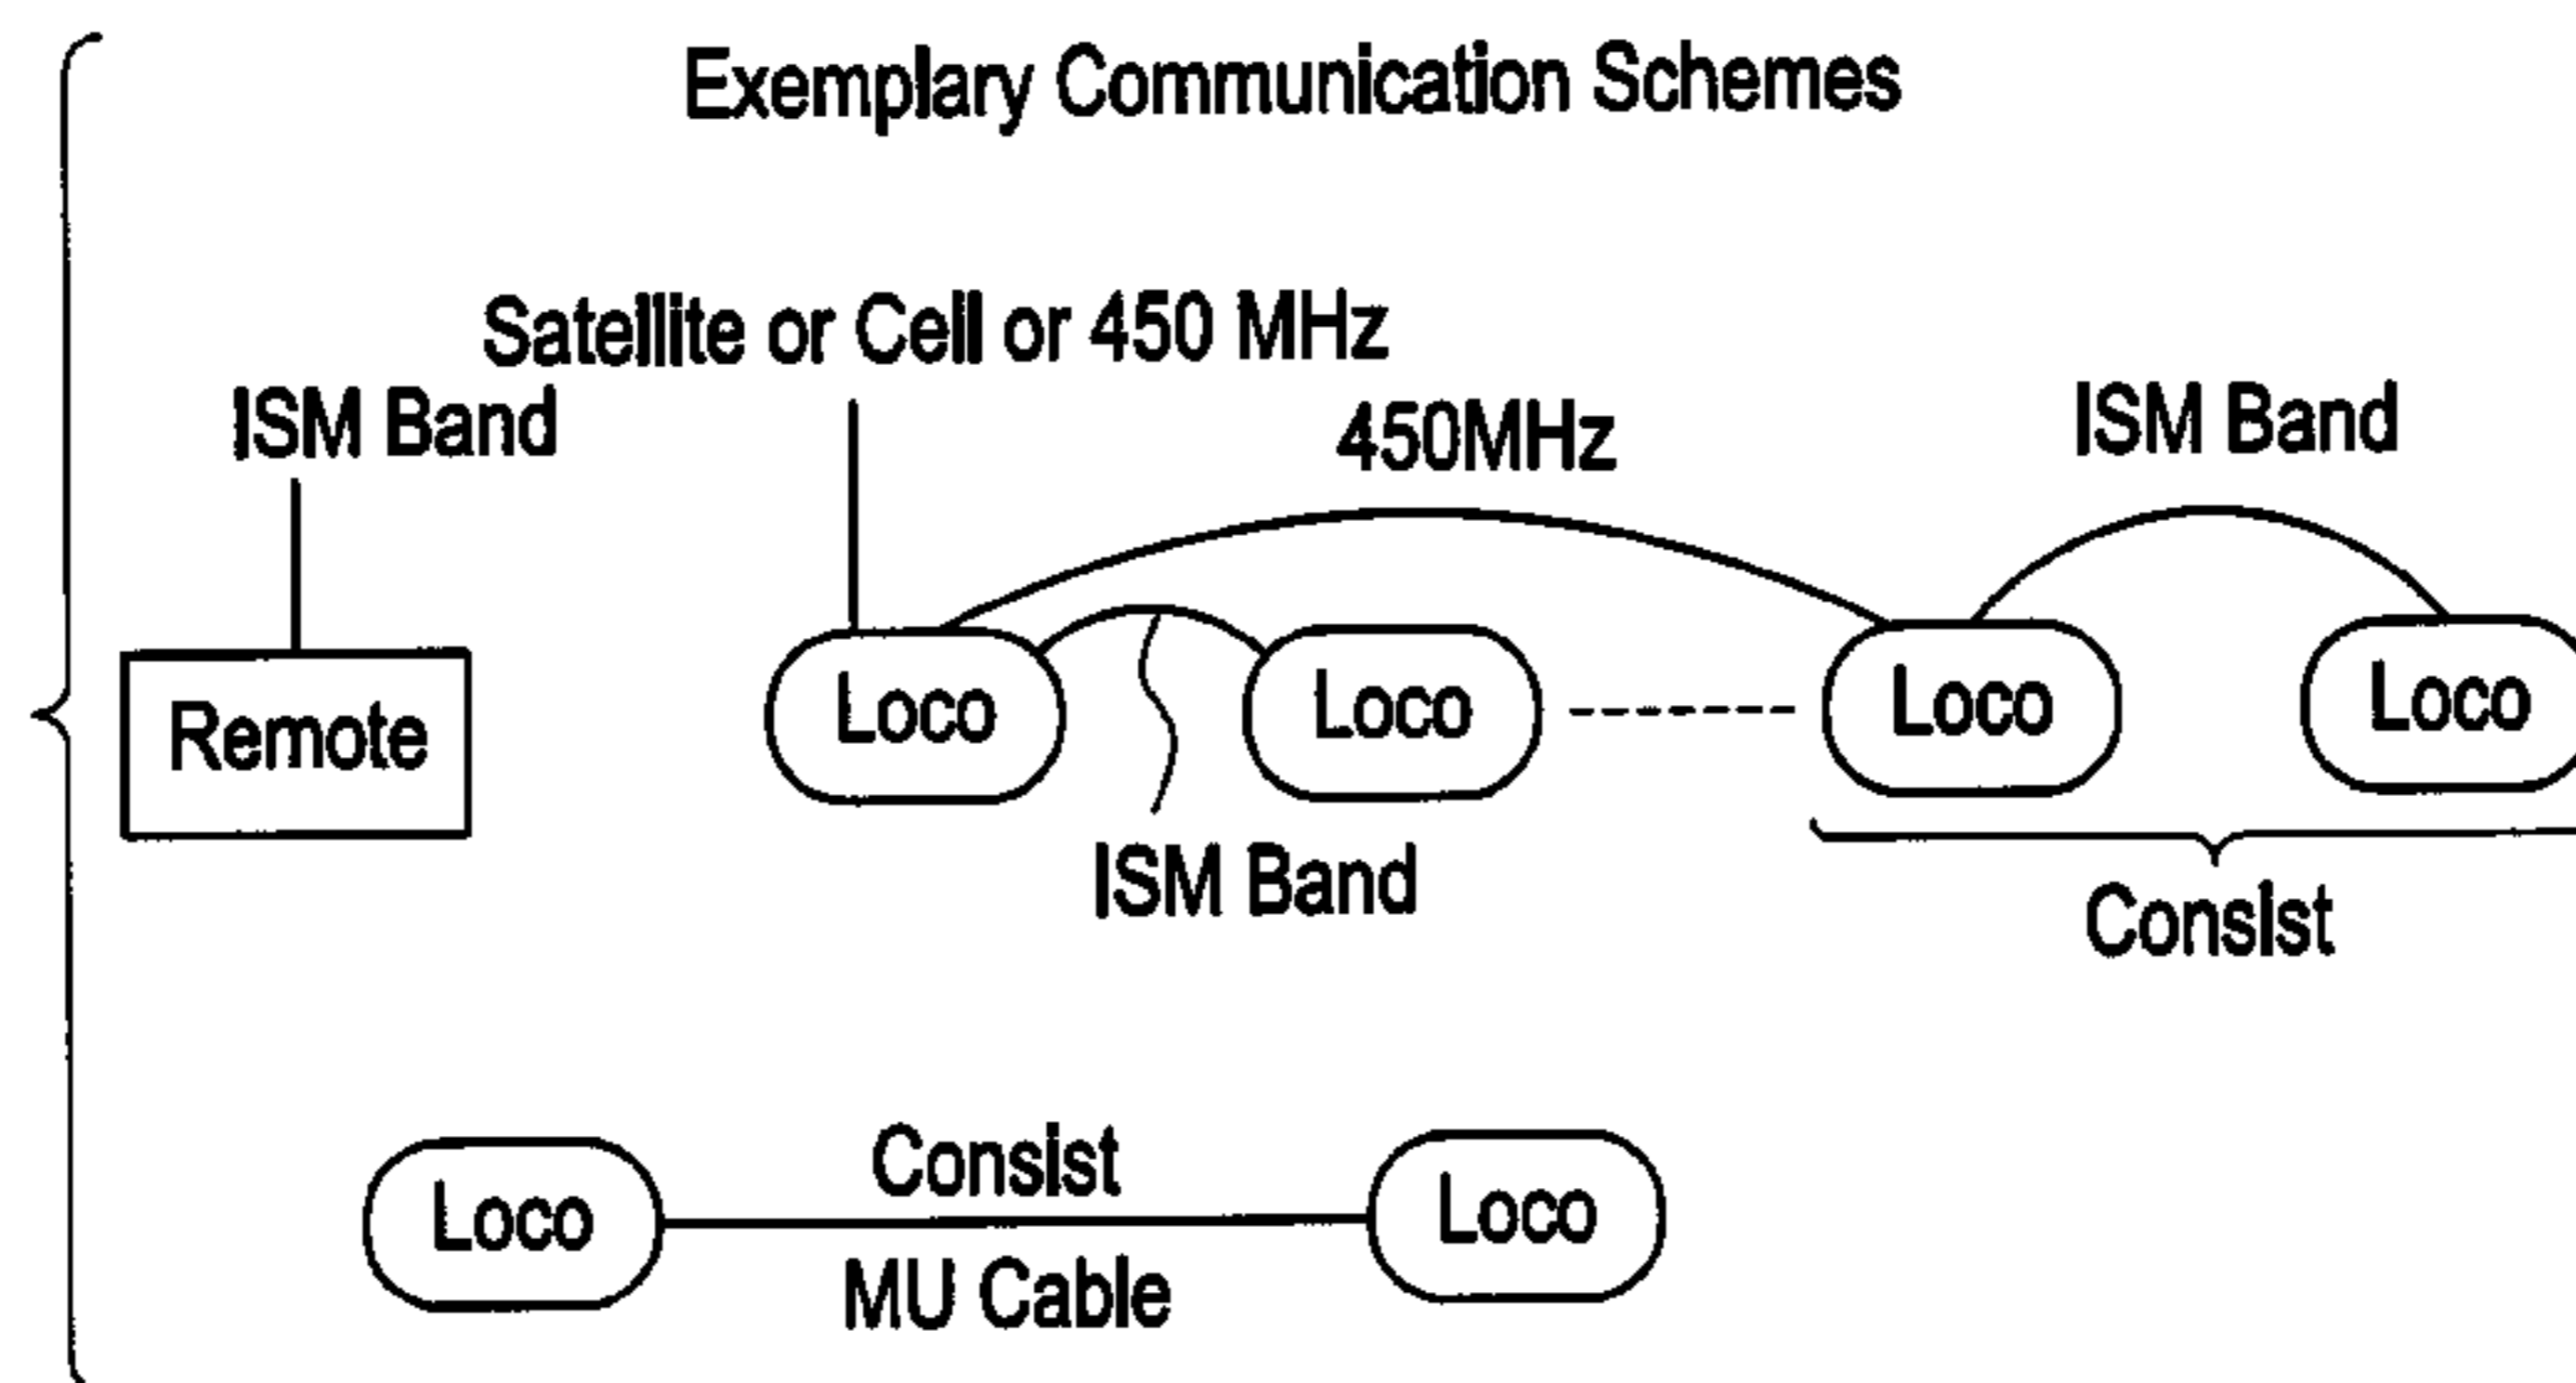 Exemplary Communication Schemes
Satellite or Cell or 450 MHz
ISM Band
450MHz
ISM Band
Remote
Loco
Loco
Loco
Loco
ISM Band
Consist
Loco
Consist
MU Cable
Loco